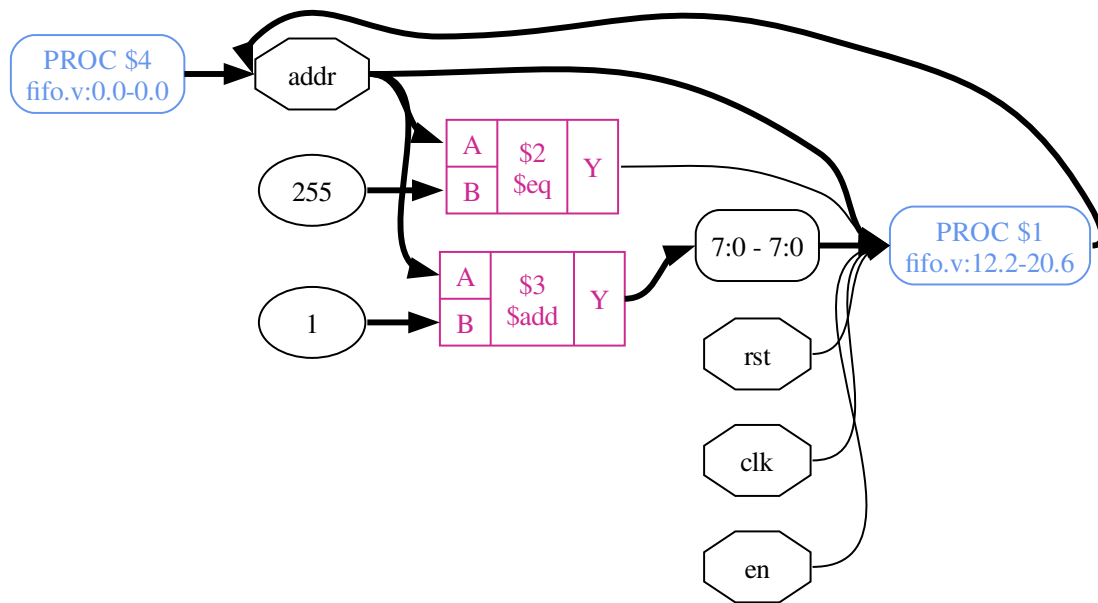 PROC $4
fifo.v:0.0-0.0
addr
255
1
A
B
$2
$eq
Y
A
B
$3
$add
Y
7:0 - 7:0
rst
clk
en
PROC $1
fifo.v:12.2-20.6